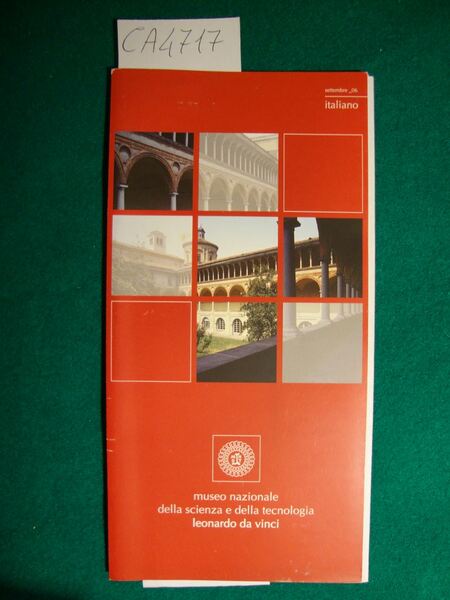 CA4717
settembre _06
italiano
museo nazionale
della scienza e della tecnologia
leonardo da vinci